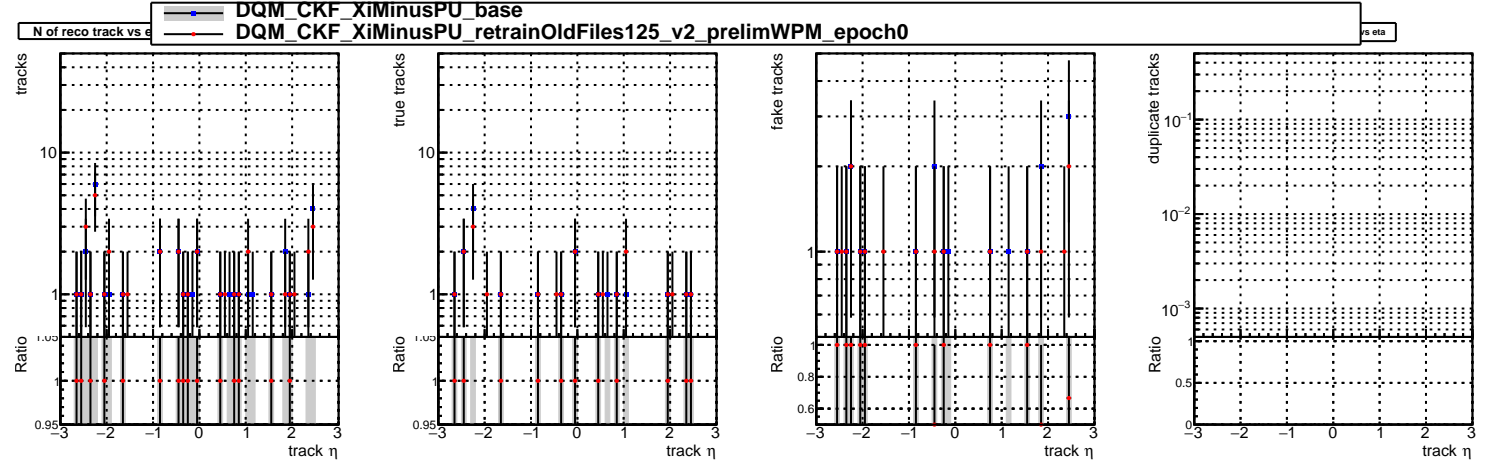 DQM_CKF_XiMinusPU_base
DQM_CKF_XiMinusPU_retrainOldFiles125_v2_prelimWPM_epoch0
N of reco track vs e
vs eta
tracks
10
1
Ratio
1.05
1
0.95
−3 −2 −1 0 1 2 3
track η
true tracks
10
1
Ratio
1.05
1
0.95
−3 −2 −1 0 1 2 3
track η
fake tracks
1
Ratio
1
0.8
0.6
−3 −2 −1 0 1 2 3
track η
duplicate tracks
10−1
10−2
10−3
Ratio
1
0.5
0
−3 −2 −1 0 1 2 3
track η